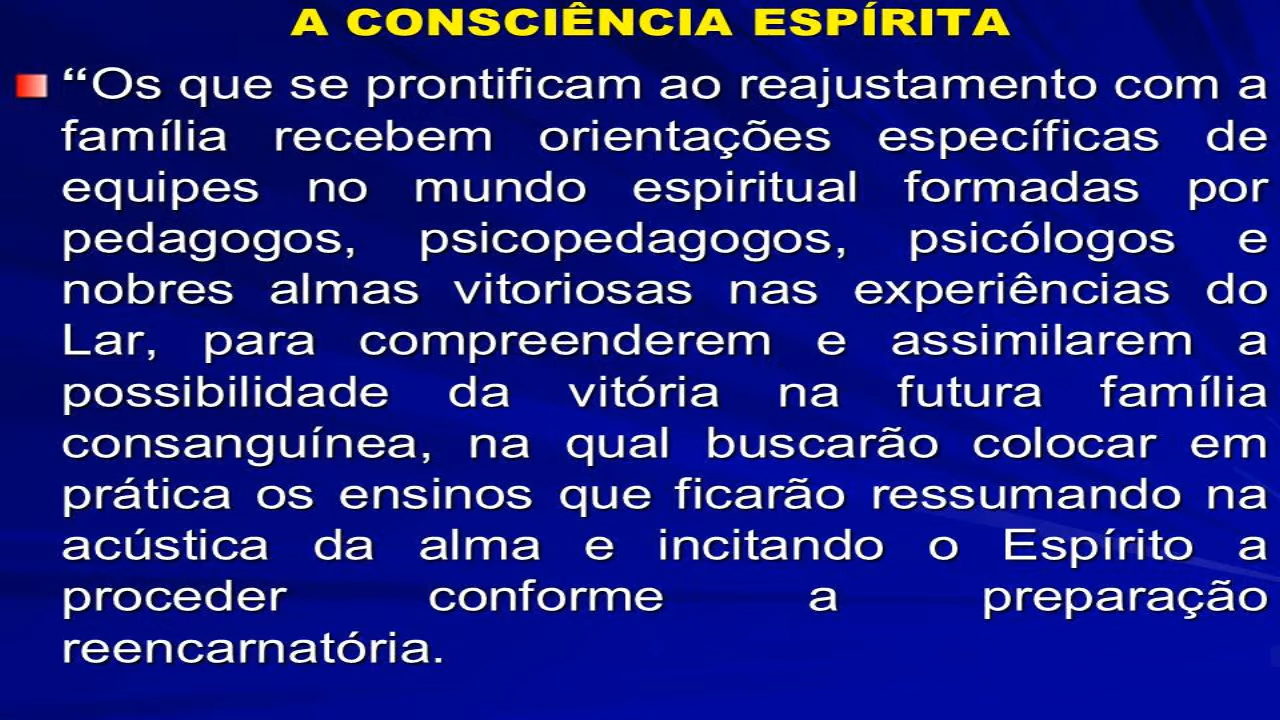 A CONSCIÊNCIA ESPÍRITA
“Os que se prontificam ao reajustamento com a
família recebem orientações específicas de
equipes no mundo espiritual formadas por
pedagogos, psicopedagogos, psicólogos e
nobres almas vitoriosas nas experiências do
Lar, para compreenderem e assimilarem a
possibilidade da vitória na futura família
consanguínea, na qual buscarão colocar em
prática os ensinos que ficarão ressumando na
acústica da alma e incitando o Espírito a
proceder conforme a preparação
reencarnatória.